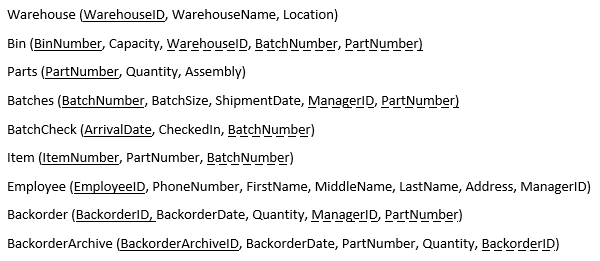 Warehouse (WarehouseID, WarehouseName, Location)
Bin (BinNumber, Capacity, WarehouseID, BatchNumber, PartNumber)
Parts (PartNumber, Quantity, Assembly)
Batches (BatchNumber, BatchSize, ShipmentDate, ManagerID, PartNumber)
BatchCheck (ArrivalDate, CheckedIn, BatchNumber)
Item (ItemNumber, PartNumber, BatchNumber)
Employee (EmployeeID, PhoneNumber, FirstName, MiddleName, LastName, Address, ManagerID)
Backorder (BackorderID, BackorderDate, Quantity, ManagerID, PartNumber)
BackorderArchive (BackorderArchiveID, BackorderDate, PartNumber, Quantity, BackorderID)